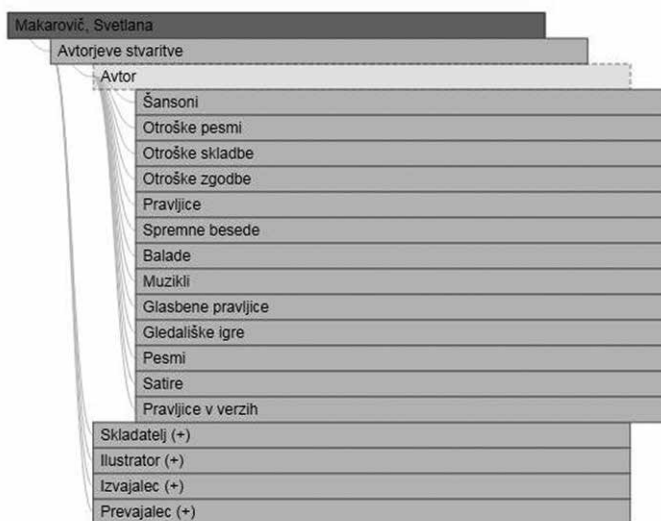 Makarovič, Svetlana
Avtorjeve stvaritve
Avtor
Šansoni
Otroške pesmi
Otroške skladbe
Otroške zgodbe
Pravljice
Spremne besede
Balade
Muzikli
Glasbene pravljice
Gledališke igre
Pesmi
Satire
Pravljice v verzih
Skladatelj (+)
Ilustrator (+)
Izvajalec (+)
Prevajalec (+)